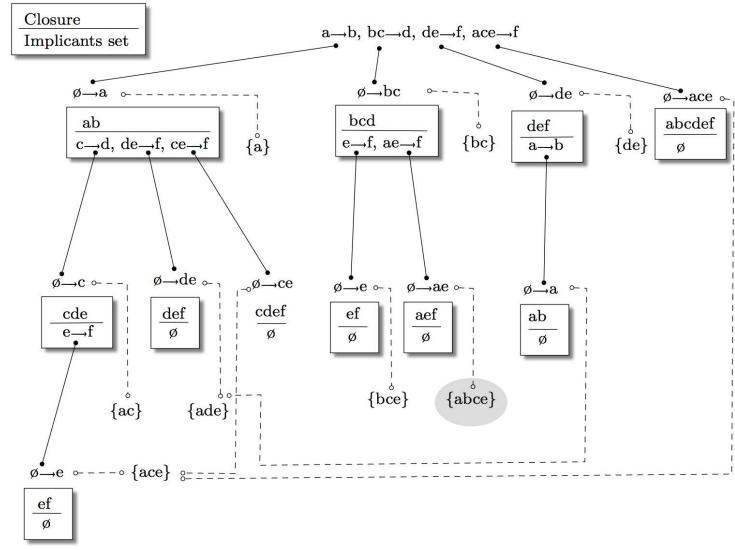 Closure
Implicants set
a→b, bc→d, de→f, ace→f
ø→a
ø→bc
ø→de
ø→ace
ab
c→d, de→f, ce→f
{a}
bcd
e→f, ae→f
{bc}
def
a→b
{de}
abcdef
ø
ø→c
ø→de
ø→ce
ø→e
ø→ae
ø→a
cde
e→f
def
ø
cdef
ø
ef
ø
aef
ø
ab
ø
{ac}
{ade}
{bce}
{abce}
ø→e
{ace}
ef
ø